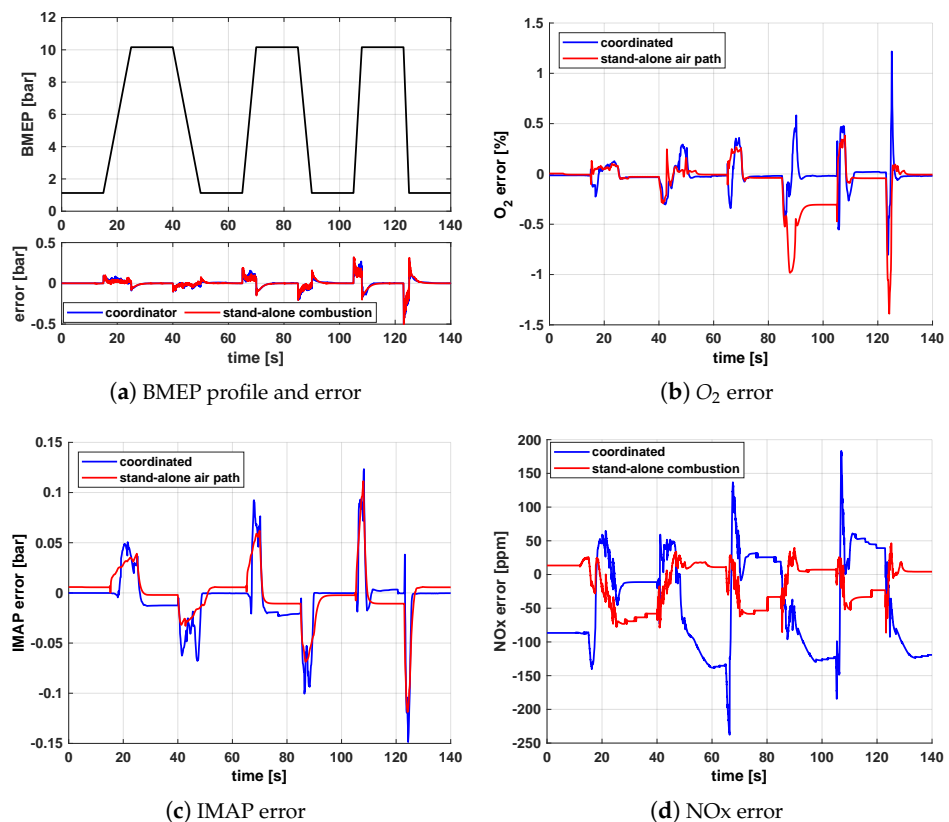 12
10
8
6
4
2
0
BMEP [bar]
0 20 40 60 80 100 120 140
0.5
0
-0.5
error [bar]
coordinator stand-alone combustion
0 20 40 60 80 100 120 140
time [s]
(a) BMEP profile and error
1.5
1
0.5
0
-0.5
-1
-1.5
O2 error [%]
coordinated
stand-alone air path
0 20 40 60 80 100 120 140
time [s]
(b) O2 error
0.15
0.1
0.05
0
-0.05
-0.1
-0.15
IMAP error [bar]
coordinated
stand-alone air path
0 20 40 60 80 100 120 140
time [s]
(c) IMAP error
200
150
100
50
0
-50
-100
-150
-200
-250
NOx error [ppm]
coordinated
stand-alone combustion
0 20 40 60 80 100 120 140
time [s]
(d) NOx error